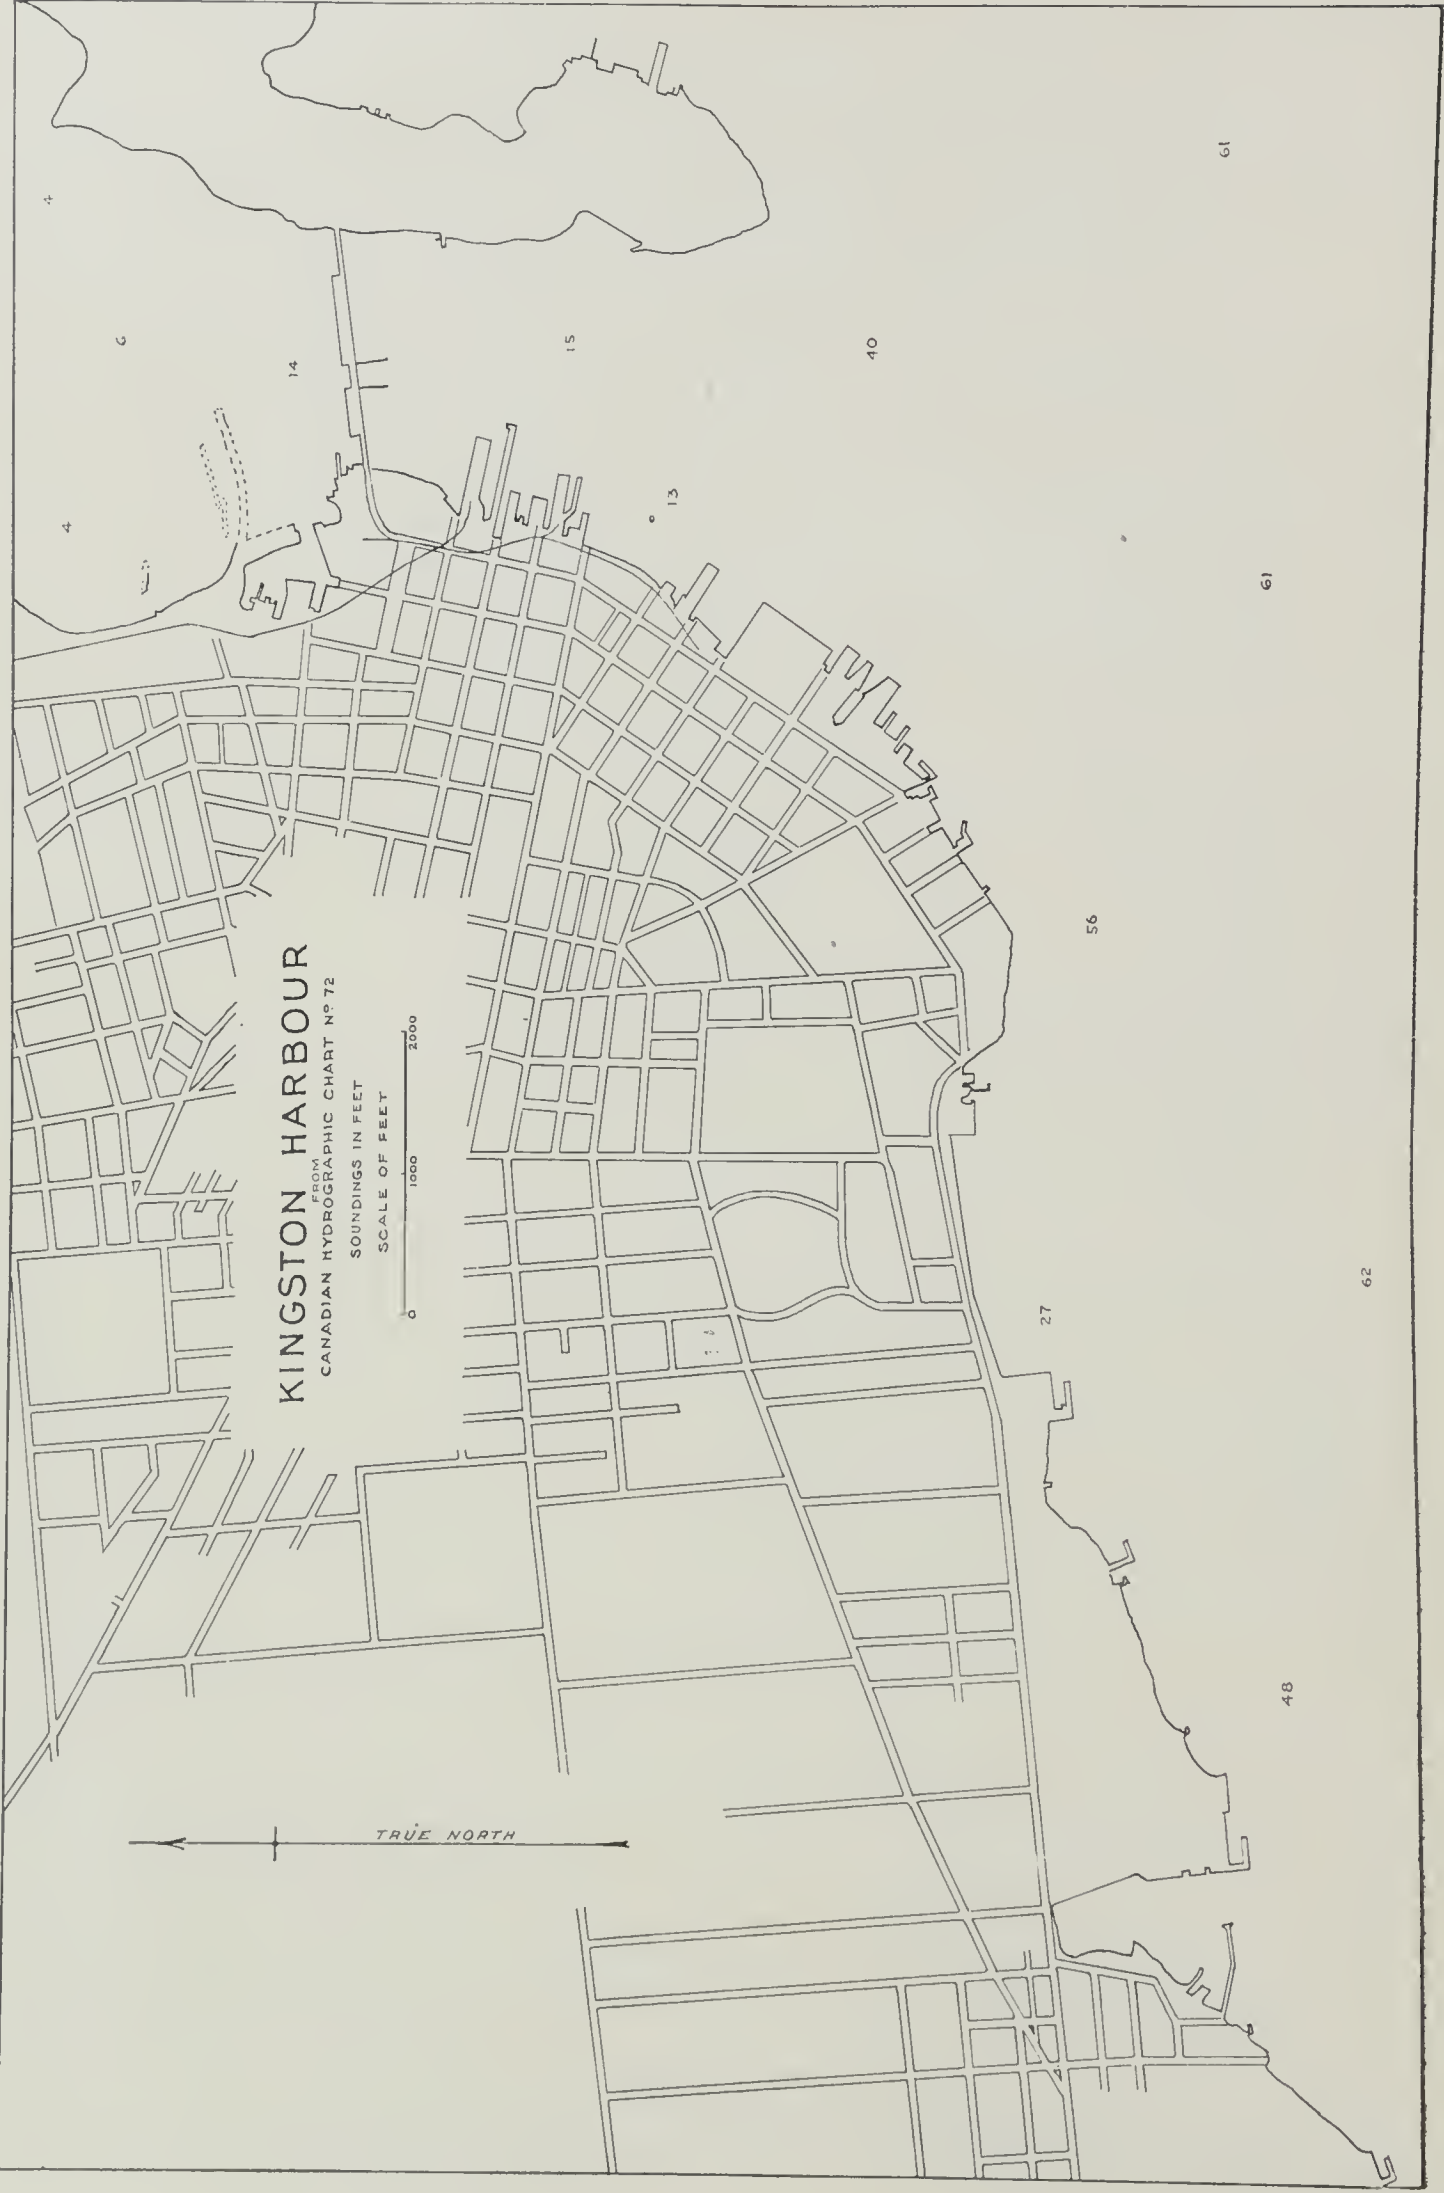 4
4
6
14
KINGSTON HARBOUR
FROM
CANADIAN HYDROGRAPHIC CHART Nº 72
SOUNDINGS IN FEET
SCALE OF FEET
0 1000 2000
TRUE NORTH
15
13
40
27
56
61
61
48
62